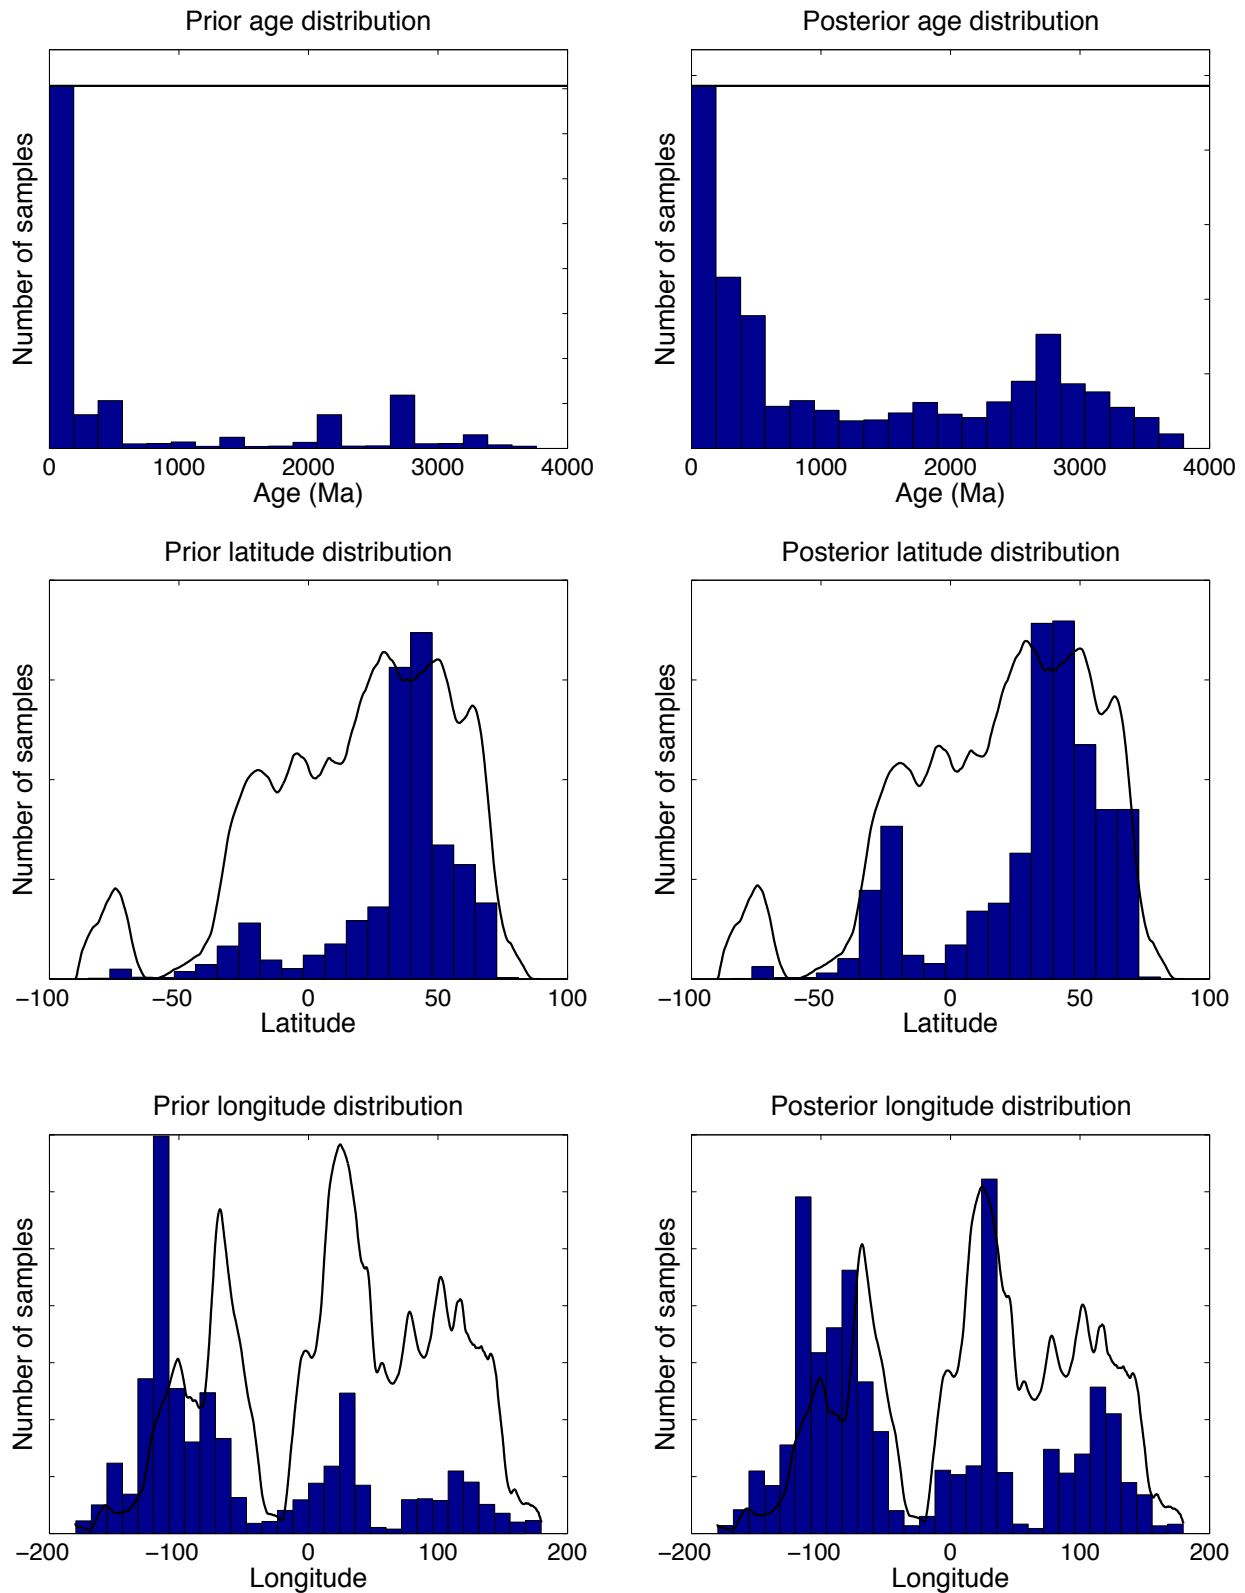 Prior age distribution
Number of samples
0 1000 2000 3000 4000
Age (Ma)
Posterior age distribution
Number of samples
0 1000 2000 3000 4000
Age (Ma)
Prior latitude distribution
Number of samples
−100 −50 0 50 100
Latitude
Posterior latitude distribution
Number of samples
−100 −50 0 50 100
Latitude
Prior longitude distribution
Number of samples
−200 −100 0 100 200
Longitude
Posterior longitude distribution
Number of samples
−200 −100 0 100 200
Longitude